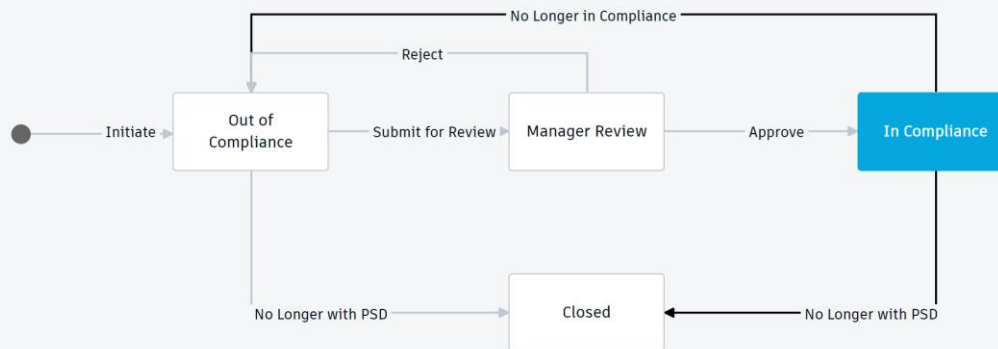 No Longer in Compliance
Reject
Initiate
Out of
Compliance
Submit for Review
Manager Review
Approve
In Compliance
No Longer with PSD
Closed
No Longer with PSD